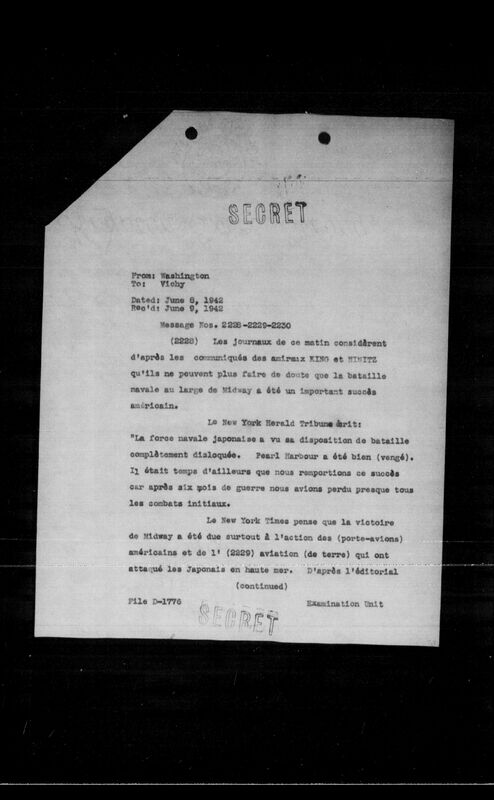 SECRET
From: Washington
To: Vichy
Dated: June 8, 1942
Rec'd: June 9, 1942
Message Nos. 2228-2229-2230
(2228) Les journaux de ce matin considèrent
d'après les communiqués des amiraux KING et NIMITZ
qu'ils ne peuvent plus faire de doute que la bataille
navale au large de Midway a été un important succès
américain.
Le New York Herald Tribune écrit:
"La force navale japonaise a vu sa disposition de bataille
complètement disloquée. Pearl Harbour a été bien (vengé).
Il était temps d'ailleurs que nous remportions ce succès
car après six mois de guerre nous avions perdu presque tous
les combats initiaux.
Le New York Times pense que la victoire
de Midway a été due surtout à l'action des (porte-avions)
américains et de l' (2229) aviation (de terre) qui ont
attaqué les Japonais en haute mer. D'après l'éditorial
(continued)
File D-1776
Examination Unit
SECRET